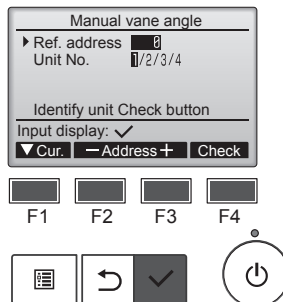 Manual vane angle
Ref. address 0
Unit No. 1/2/3/4
Identify unit Check button
Input display: ✓
▼Cur. －Address＋ Check
F1 F2 F3 F4